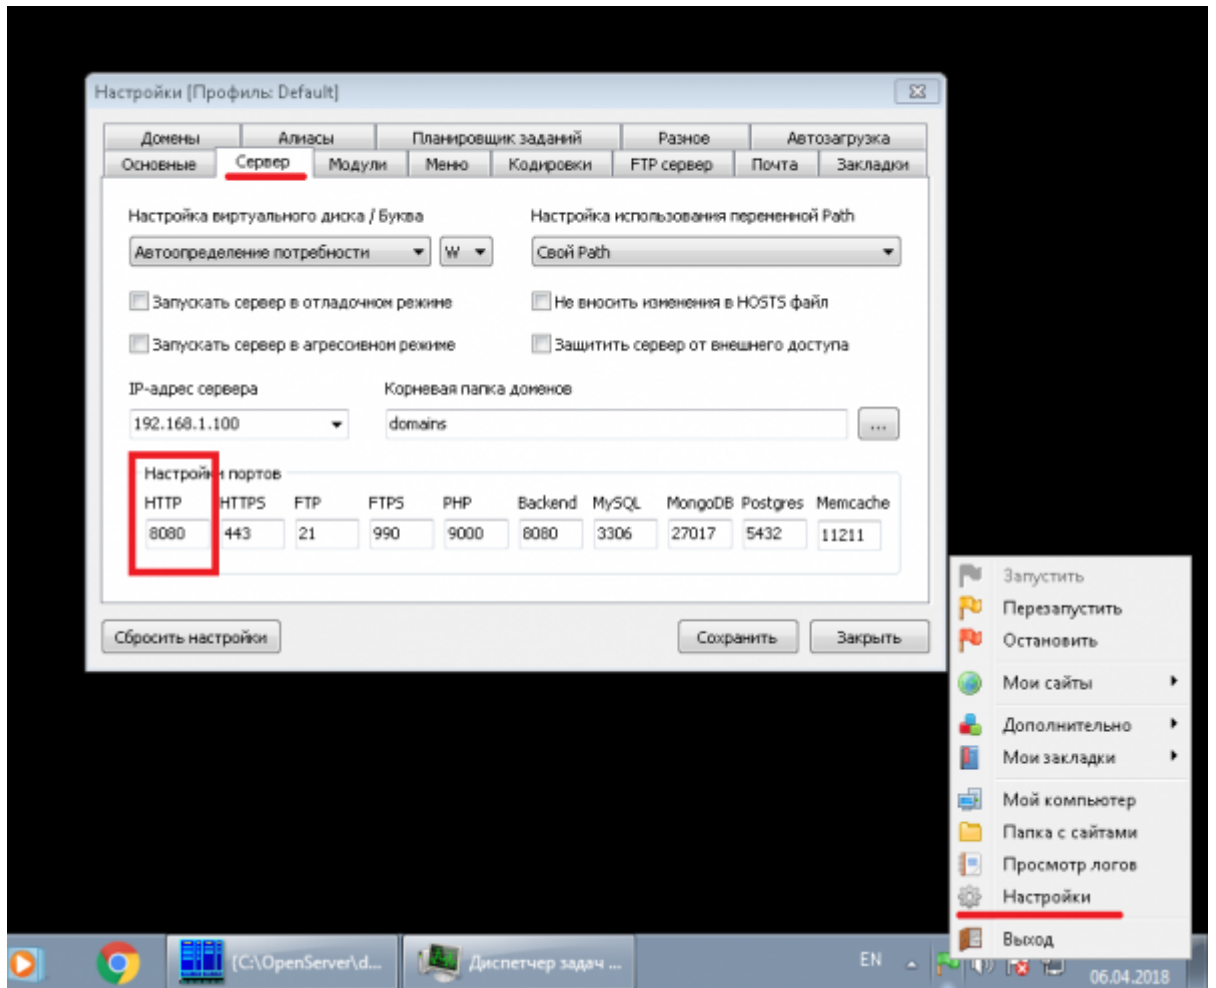 Настройки [Профиль: Default]
Домены Алиасы Планировщик заданий Разное Автозагрузка
Основные Сервер Модули Меню Кодировки FTP сервер Почта Закладки
Настройка виртуального диска / Буква Настройка использования переменной Path
Автоопределение потребности W Свой Path
Запускать сервер в отладочном режиме Не вносить изменения в HOSTS файл
Запускать сервер в агрессивном режиме Защитить сервер от внешнего доступа
IP-адрес сервера Корневая папка доменов
192.168.1.100 domains ...
Настройки портов
HTTP HTTPS FTP FTPS PHP Backend MySQL MongoDB Postgres Memcache
8080 443 21 990 9000 8080 3306 27017 5432 11211
Сбросить настройки Сохранить Закрыть
Запустить
Перезапустить
Остановить
Мои сайты
Дополнительно
Мои закладки
Мой компьютер
Папка с сайтами
Просмотр логов
Настройки
Выход
[C:\OpenServer\d... Диспетчер задач ... EN
06.04.2018